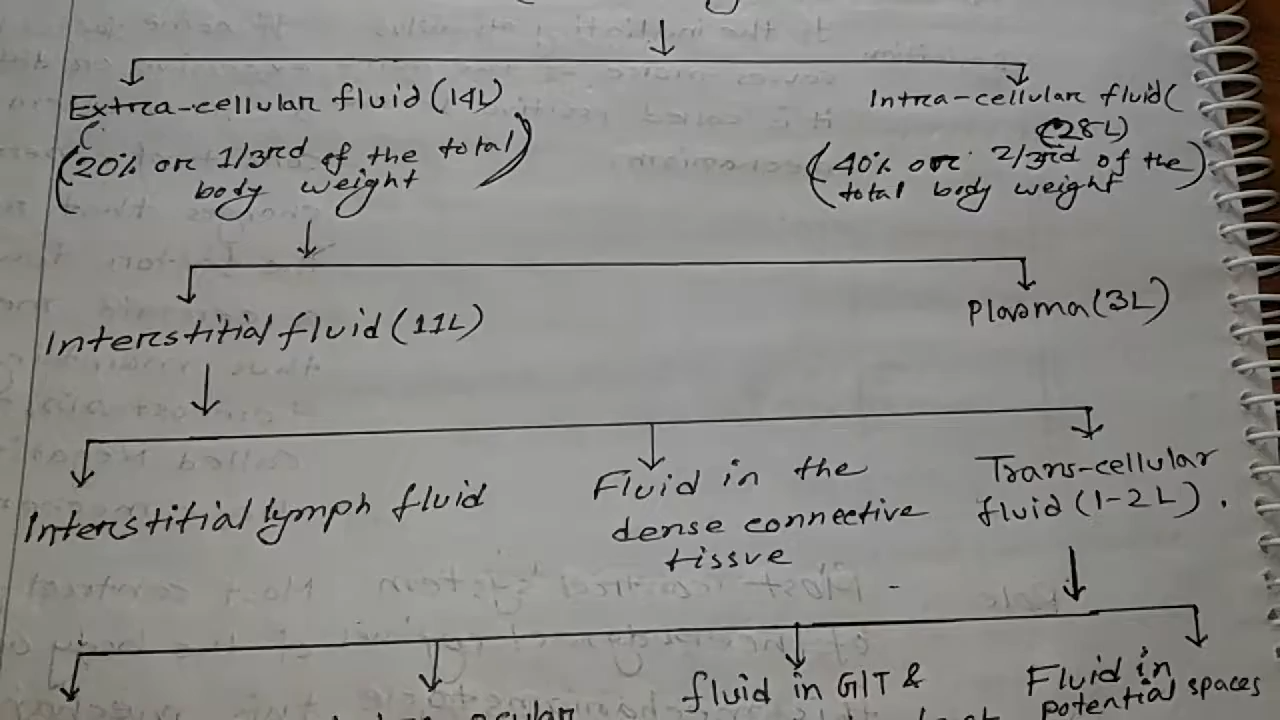 Extra-cellular fluid (14L)
(20% or 1/3rd of the total
body weight)
Intra-cellular fluid (
(28L)
(40% or 2/3rd of the
total body weight)
Interstitial fluid (11L)
Plasma (3L)
Interstitial lymph fluid
Fluid in the
dense connective
tissue
Trans-cellular
fluid (1-2L).
fluid in GIT &
Fluid in
potential spaces